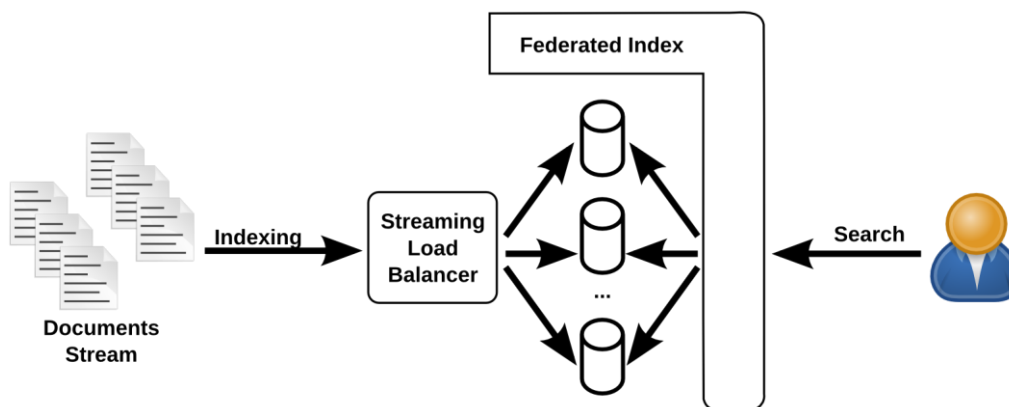 Federated Index
Indexing
Streaming
Load
Balancer
...
Search
Documents
Stream